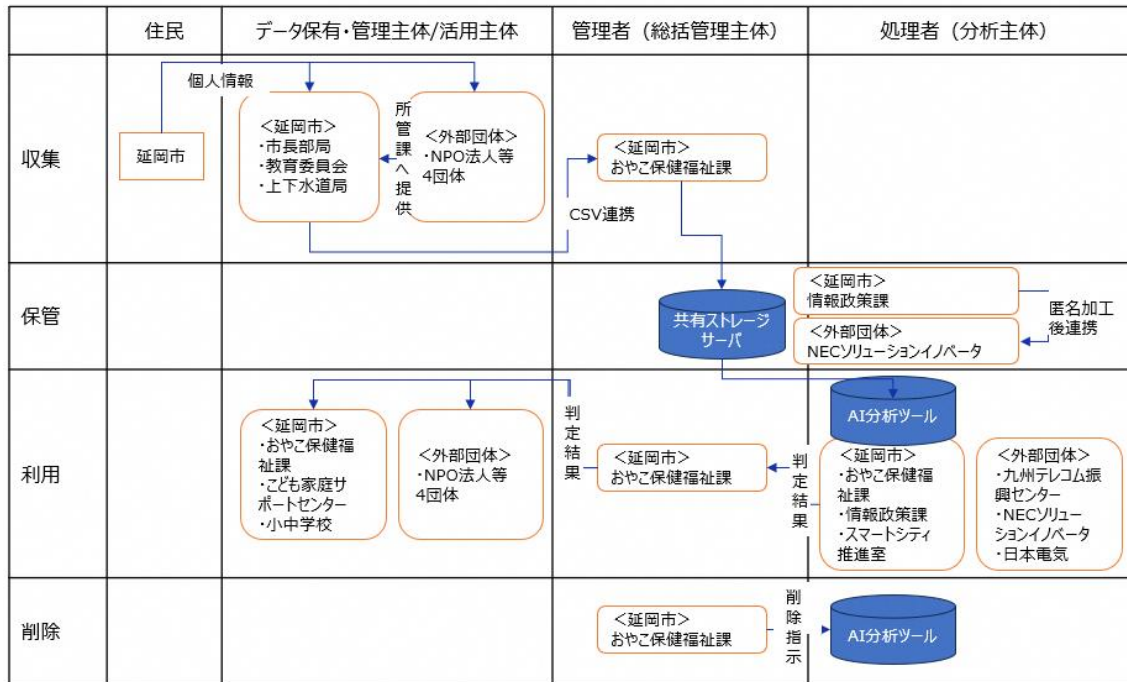 住民
データ保有・管理主体/活用主体
管理者（総括管理主体）
処理者（分析主体）
収集
延岡市
個人情報
＜延岡市＞
・市長部局
・教育委員会
・上下水道局
所管課へ提供
＜外部団体＞
・NPO法人等
4団体
CSV連携
＜延岡市＞
おやこ保健福祉課
保管
共有ストレージ
サーバ
＜延岡市＞
情報政策課
＜外部団体＞
NECソリューションイノベータ
匿名加工
後連携
利用
＜延岡市＞
・おやこ保健福
祉課
・こども家庭サ
ポートセンター
・小中学校
＜外部団体＞
・NPO法人等
4団体
判定結果
＜延岡市＞
おやこ保健福祉課
判定結果
AI分析ツール
＜延岡市＞
・おやこ保健福
祉課
・情報政策課
・スマートシティ
推進室
＜外部団体＞
・九州テレコム振
興センター
・NECソリュー
ションイノベータ
・日本電気
削除
＜延岡市＞
おやこ保健福祉課
削除指示
AI分析ツール